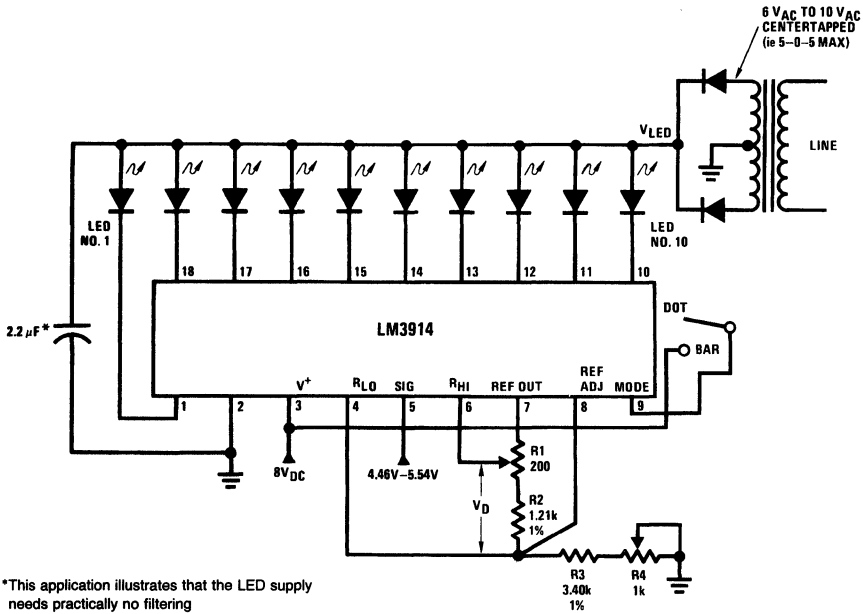 6 VAC TO 10 VAC
CENTERTAPPED
(ie 5–0–5 MAX)
VLED
LINE
LED
NO. 1
LED
NO. 10
18
17
16
15
14
13
12
11
10
2.2 μF*
LM3914
DOT
BAR
V+
RLO
SIG
RHI
REF OUT
REF
ADJ
MODE
1
2
3
4
5
6
7
8
9
8VDC
4.46V–5.54V
R1
200
VD
R2
1.21k
1%
R3
3.40k
1%
R4
1k
*This application illustrates that the LED supply
needs practically no filtering